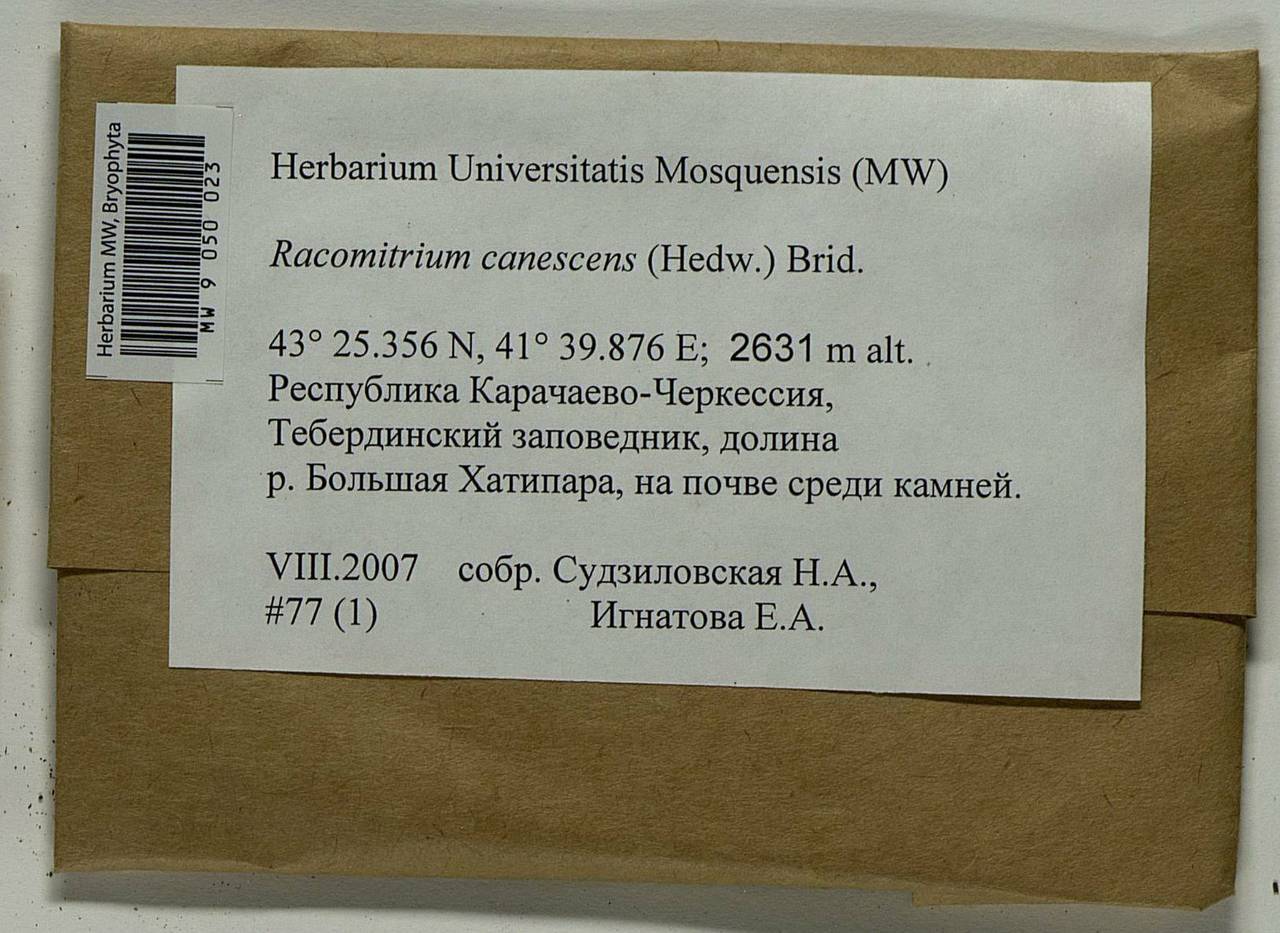 Herbarium MW, Bryophyta
MW 9 050 023
Herbarium Universitatis Mosquensis (MW)
Racomitrium canescens (Hedw.) Brid.
43° 25.356 N, 41° 39.876 E; 2631 m alt.
Республика Карачаево-Черкессия,
Тебердинский заповедник, долина
р. Большая Хатипара, на почве среди камней.
VIII.2007 собр. Судзиловская Н.А.,
#77 (1) Игнатова Е.А.